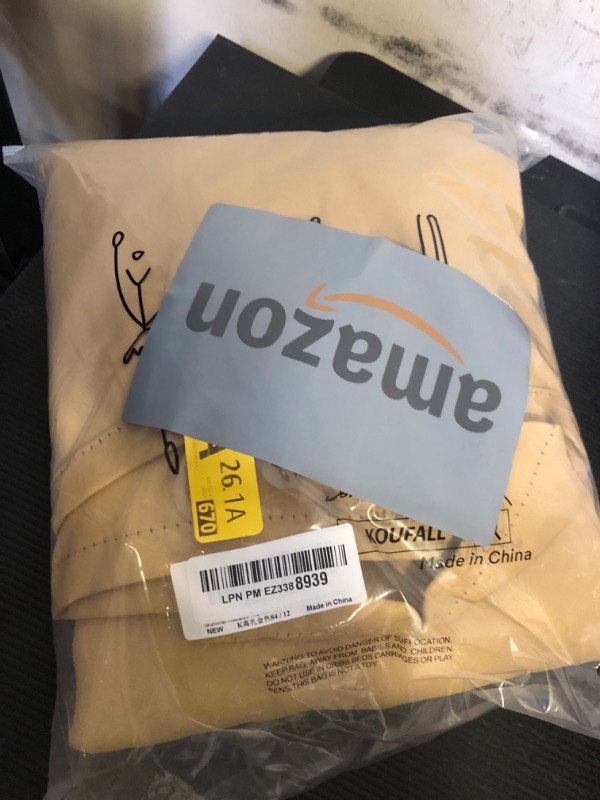 amazon
26.1A
670
KOUFALL
Made in China
LPN PM EZ338 8939
Made in China
NEW
WARNING TO AVOID DANGER OF SUFFOCATION.
KEEP BAG AWAY FROM BABIES AND CHILDREN.
DO NOT USE IN CRIBS BEDS CARRIAGES OR PLAY
PENS.THIS BAG IS NOT A TOY.